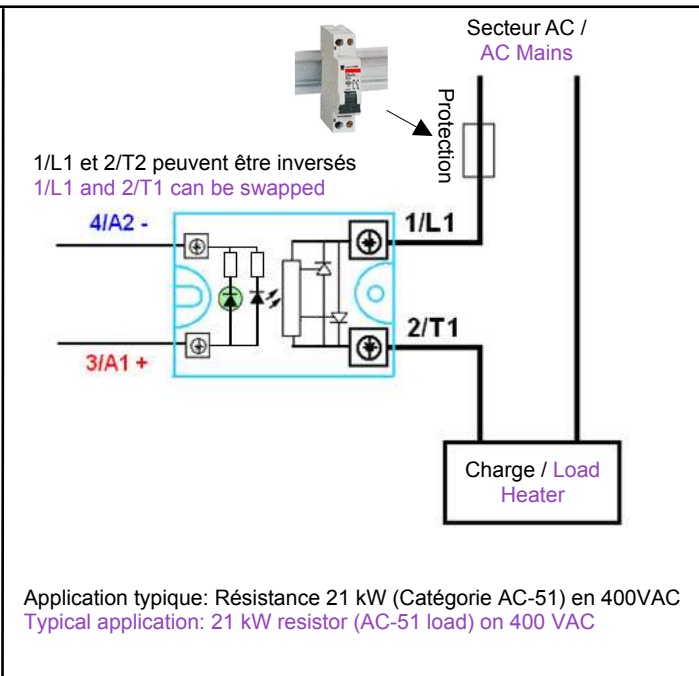 Secteur AC /
AC Mains
Protection
1/L1 et 2/T2 peuvent être inversés
1/L1 and 2/T1 can be swapped
4/A2 -
1/L1
2/T1
3/A1 +
Charge / Load
Heater
Application typique: Résistance 21 kW (Catégorie AC-51) en 400VAC
Typical application: 21 kW resistor (AC-51 load) on 400 VAC